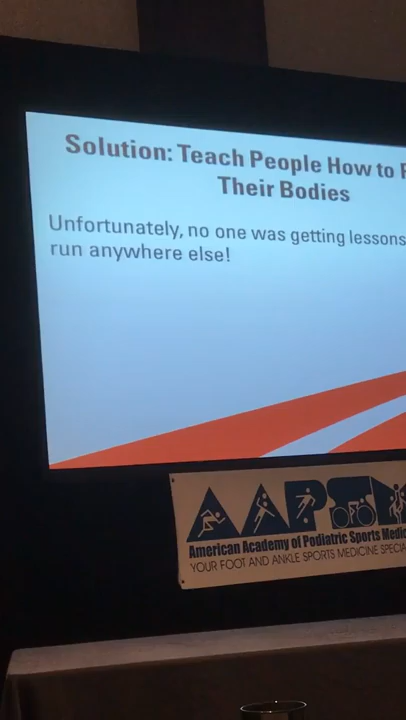 Solution: Teach People How to
Their Bodies
Unfortunately, no one was getting lessons
run anywhere else!
AAPSM
American Academy of Podiatric Sports
YOUR FOOT AND ANKLE SPORTS MEDICINE